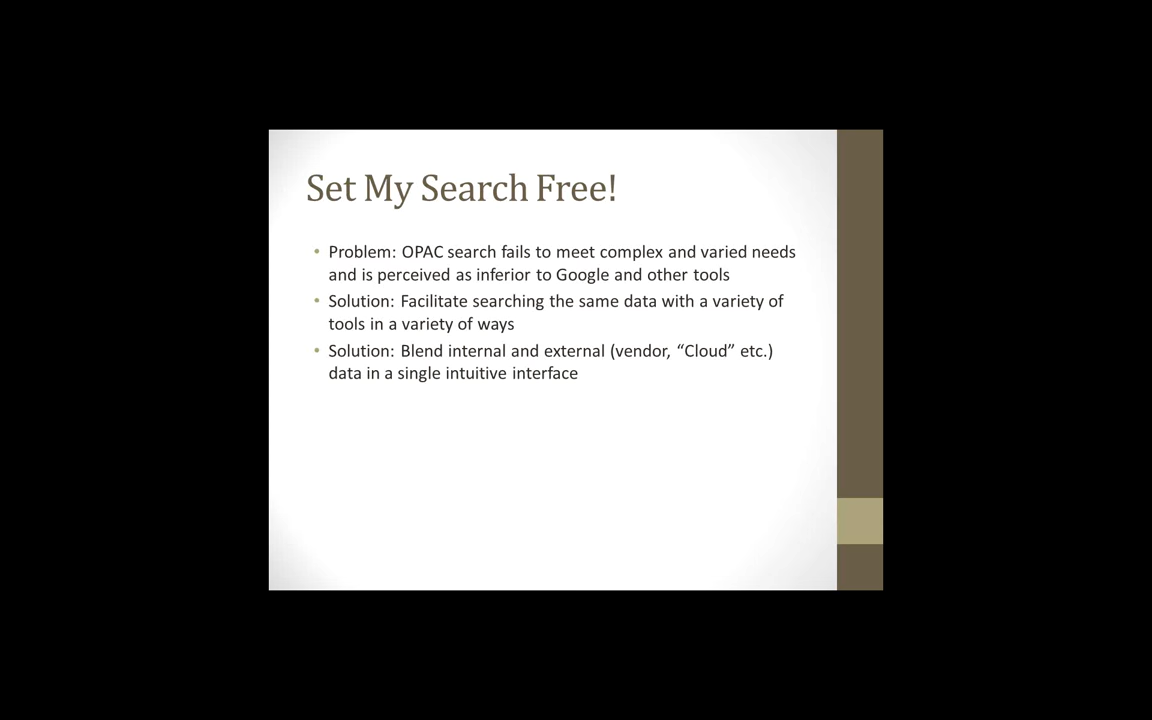 Set My Search Free!
• Problem: OPAC search fails to meet complex and varied needs
and is perceived as inferior to Google and other tools
• Solution: Facilitate searching the same data with a variety of
tools in a variety of ways
• Solution: Blend internal and external (vendor, “Cloud” etc.)
data in a single intuitive interface